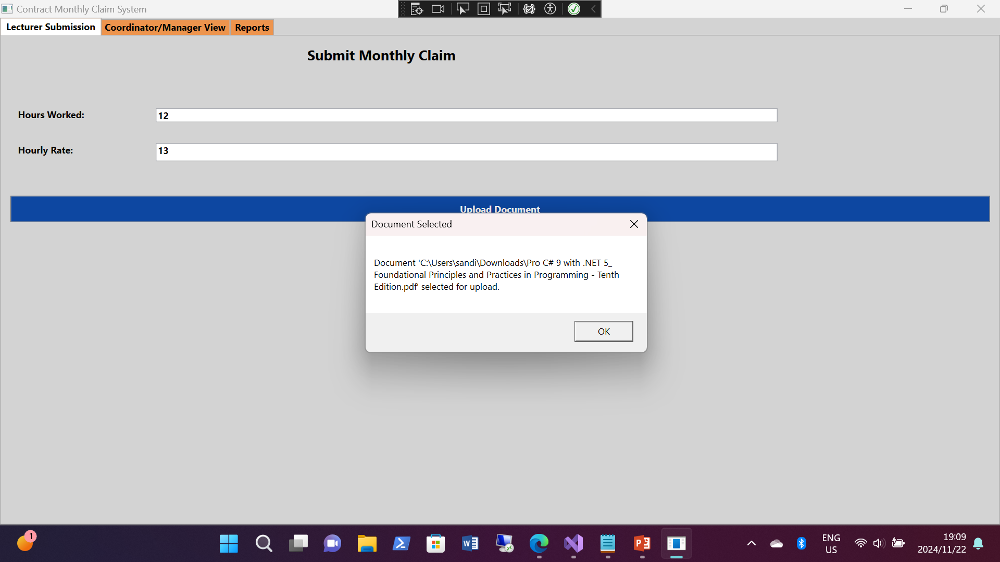 Contract Monthly Claim System
Lecturer Submission Coordinator/Manager View Reports
Submit Monthly Claim
Hours Worked: 12
Hourly Rate: 13
Upload Document
Document Selected
Document 'C:\Users\sandi\Downloads\Pro C# 9 with .NET 5_
Foundational Principles and Practices in Programming - Tenth
Edition.pdf' selected for upload.
OK
1
ENG
US
19:09
2024/11/22